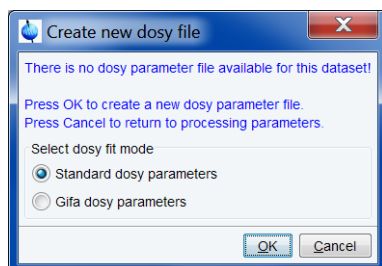 Create new dosy file
There is no dosy parameter file available for this dataset!
Press OK to create a new dosy parameter file.
Press Cancel to return to processing parameters.
Select dosy fit mode
Standard dosy parameters
Gifa dosy parameters
OK Cancel